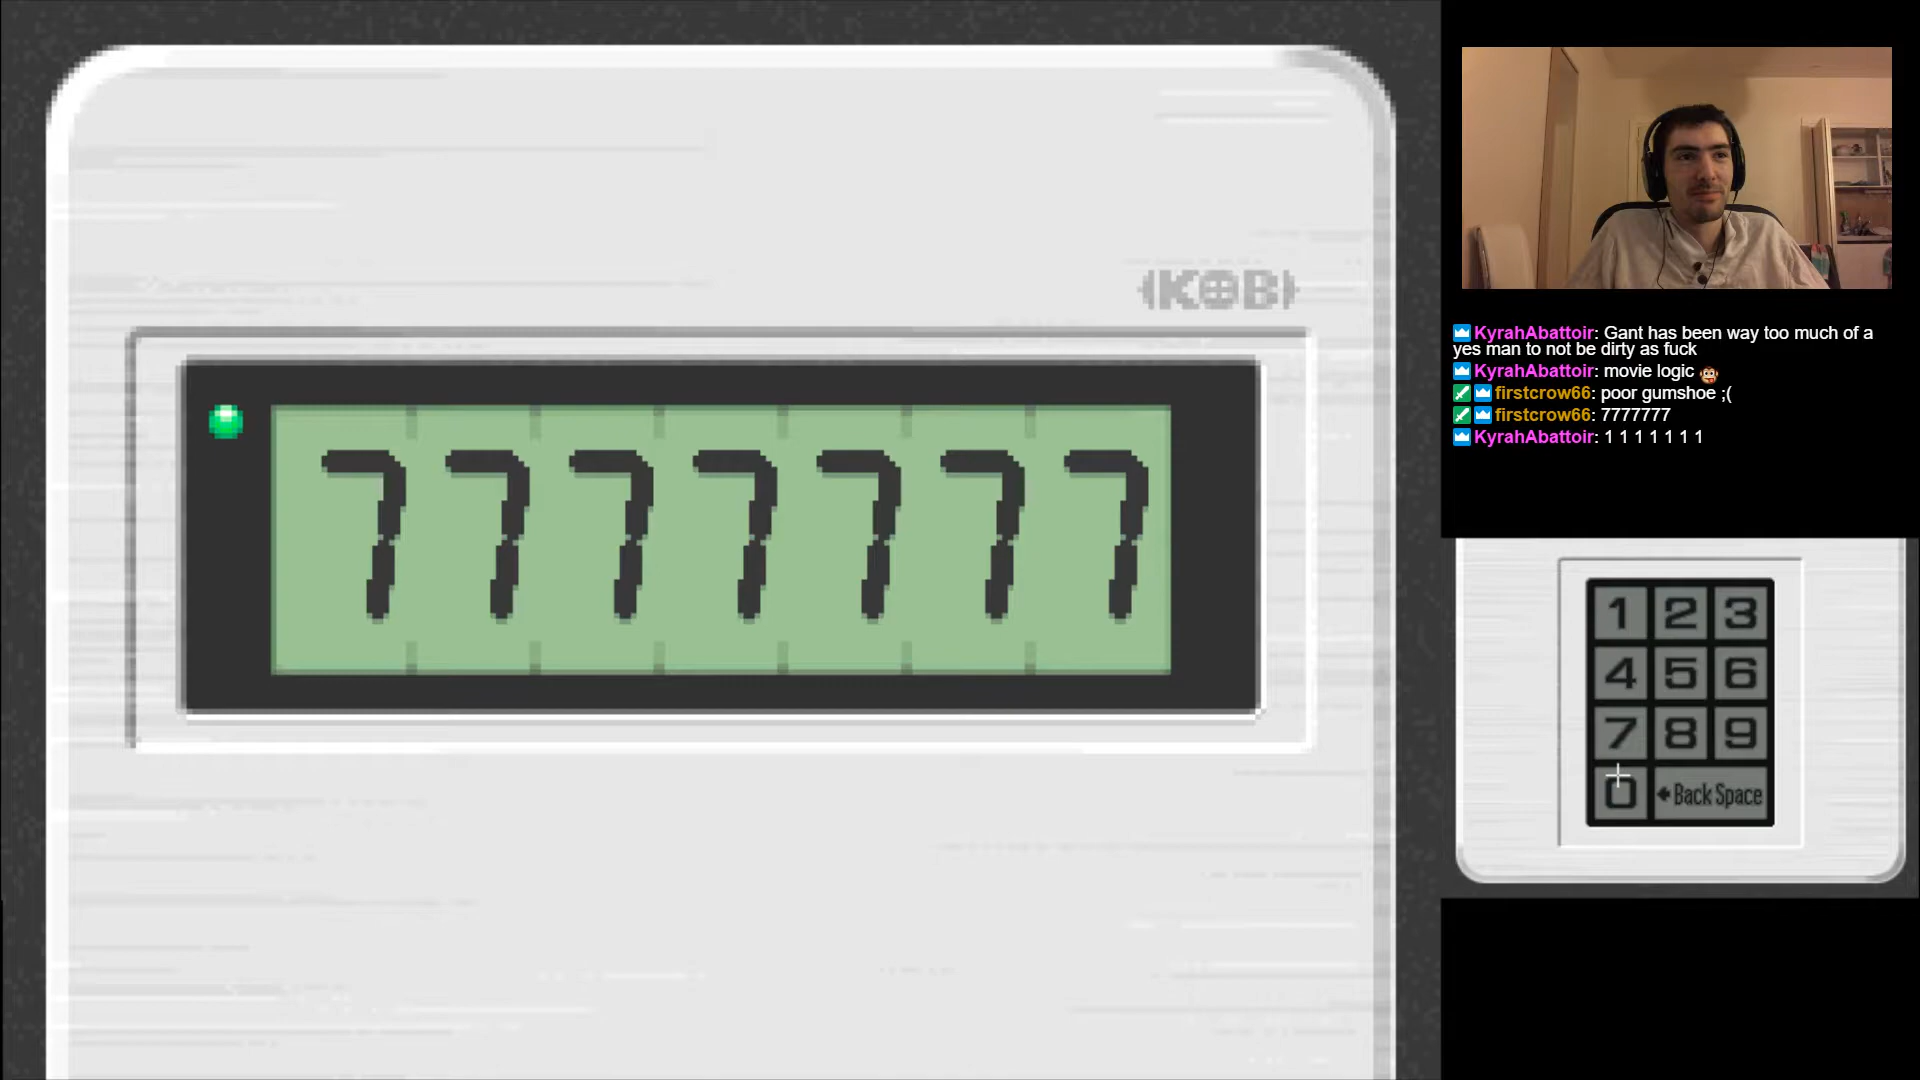 KOB
7777777
KyrahAbattoir: Gant has been way too much of a
yes man to not be dirty as fuck
KyrahAbattoir: movie logic
firstcrow66: poor gumshoe ;(
firstcrow66: 7777777
KyrahAbattoir: 1 1 1 1 1 1 1
1 2 3
4 5 6
7 8 9
0 Back Space